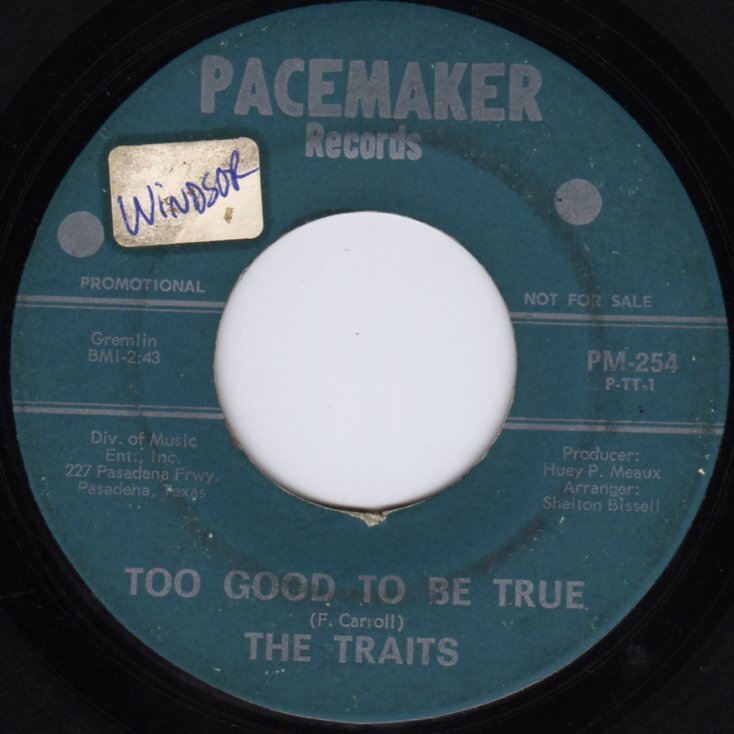 PACEMAKER
Records
WiNDSOR
PROMOTIONAL
NOT FOR SALE
Gremlin
BMI-2:43
PM-254
P-TT-1
Div. of Music
Ent., Inc.
227 Pasadena Frwy.
Pasadena, Texas
Producer:
Huey P. Meaux
Arranger:
Shelton Bissell
TOO GOOD TO BE TRUE
(F. Carroll)
THE TRAITS